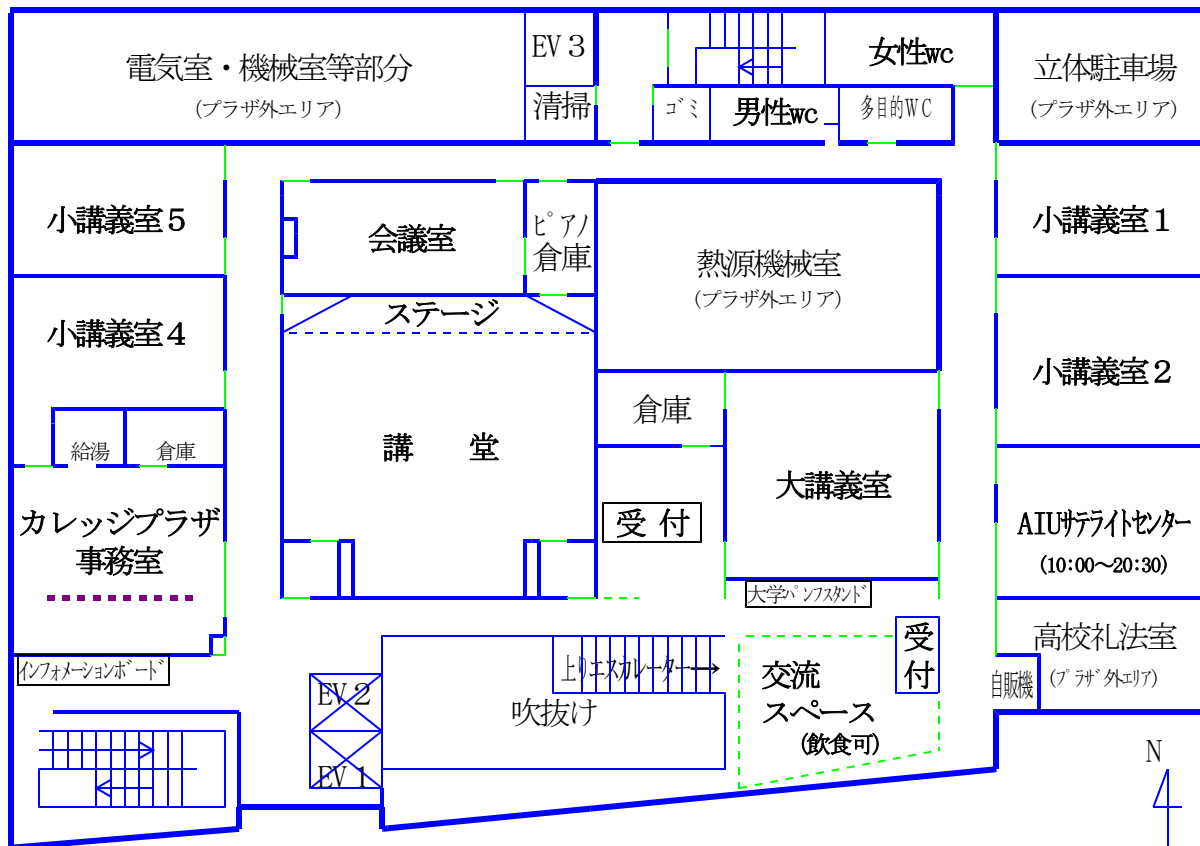 電気室・機械室等部分
(プラザ外エリア)
EV３
清掃
ゴミ
男性wc
女性wc
多目的ＷＣ
立体駐車場
(プラザ外エリア)
小講義室５
会議室
ピアノ
倉庫
熱源機械室
(プラザ外エリア)
小講義室１
ステージ
小講義室４
小講義室２
講　堂
倉庫
給湯
倉庫
大講義室
受 付
カレッジプラザ
事務室
AIUサテライトセンター
(10:00～20:30)
大学パンフスタンド
受
付
高校礼法室
(プラザ外エリア)
自販機
インフォメーションボード
上りエスカレーター→
交流
スペース
(飲食可)
吹抜け
EV２
EV１
N